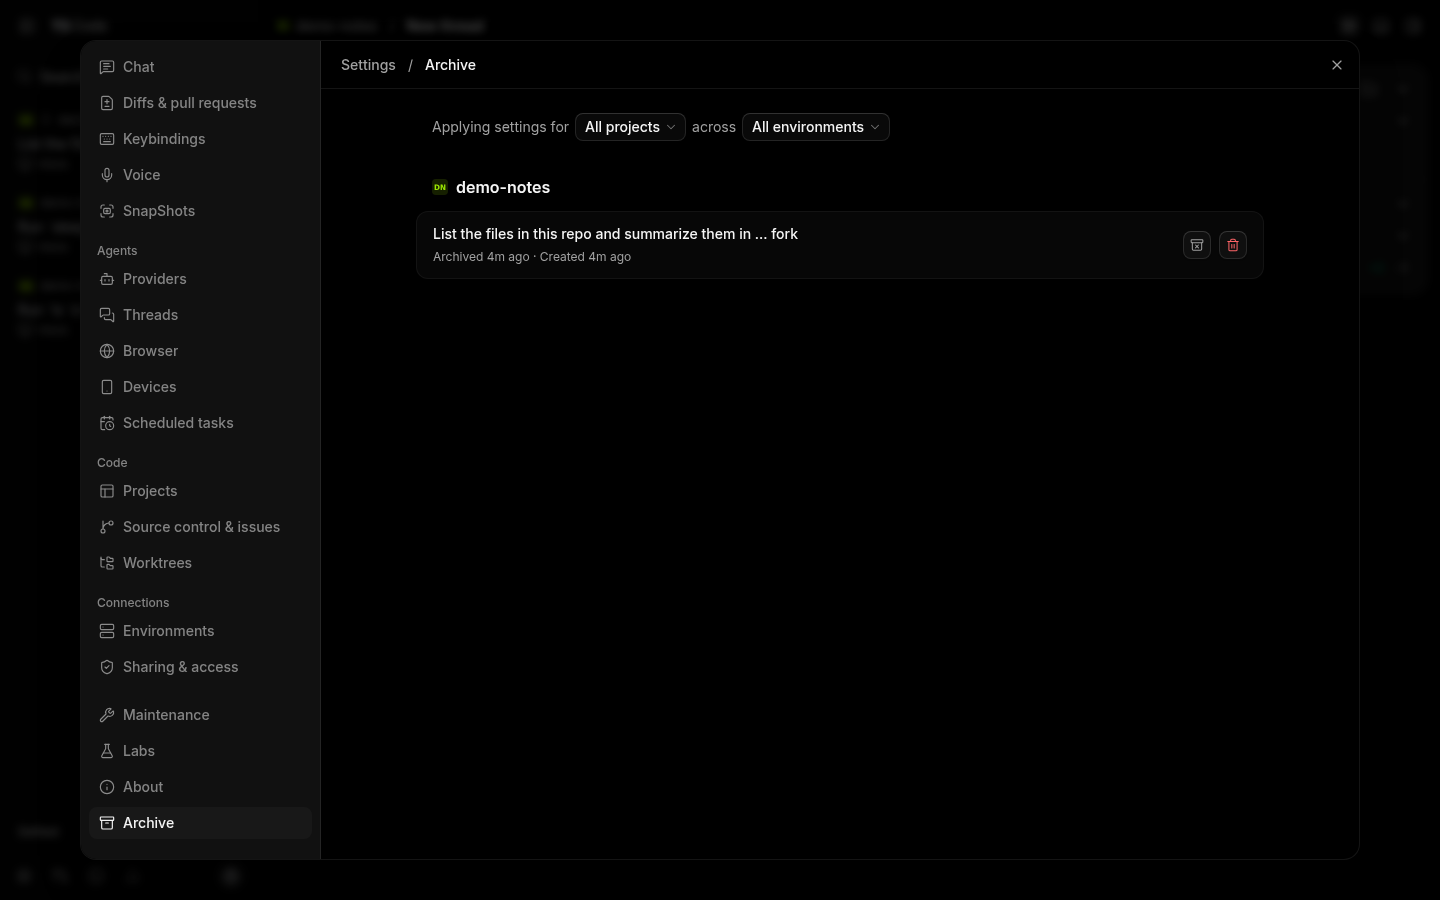 Chat
Diffs & pull requests
Keybindings
Voice
SnapShots
Agents
Providers
Threads
Browser
Devices
Scheduled tasks
Code
Projects
Source control & issues
Worktrees
Connections
Environments
Sharing & access
Maintenance
Labs
About
Archive
Settings / Archive
Applying settings for All projects across All environments
DN demo-notes
List the files in this repo and summarize them in ... fork
Archived 4m ago · Created 4m ago